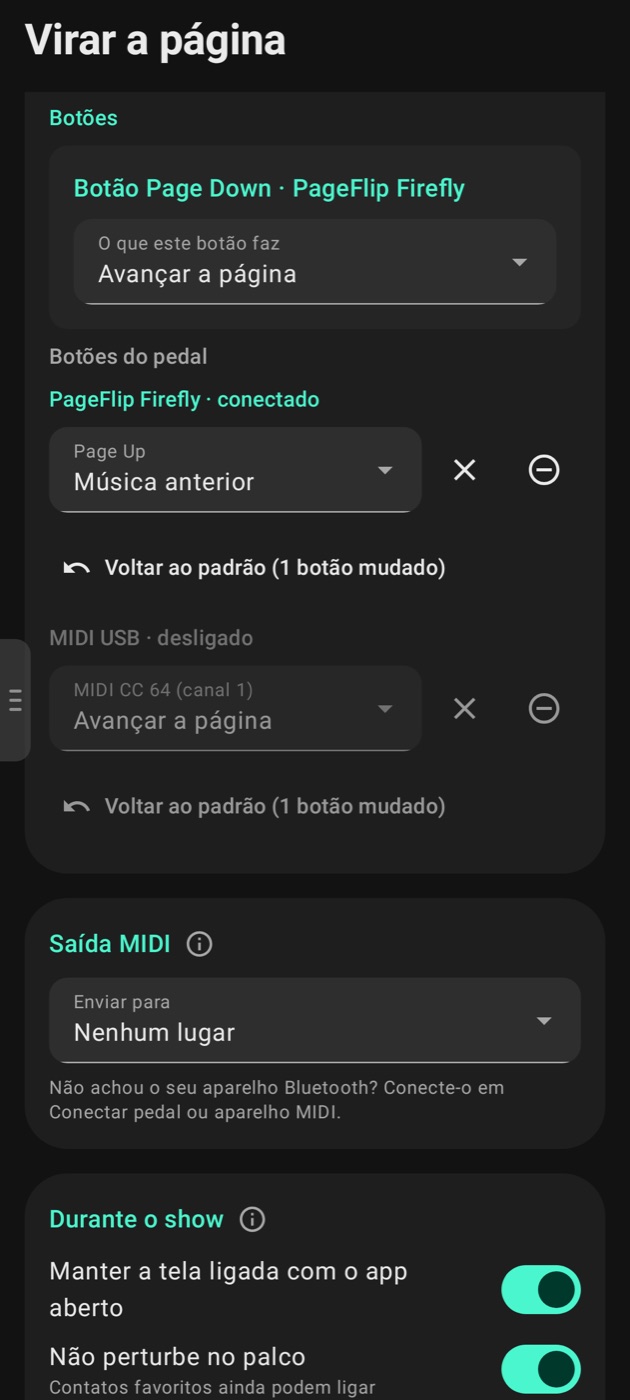 Virar a página
Botões
Botão Page Down · PageFlip Firefly
O que este botão faz
Avançar a página
Botões do pedal
PageFlip Firefly · conectado
Page Up
Música anterior
Voltar ao padrão (1 botão mudado)
MIDI USB · desligado
MIDI CC 64 (canal 1)
Avançar a página
Voltar ao padrão (1 botão mudado)
Saída MIDI
Enviar para
Nenhum lugar
Não achou o seu aparelho Bluetooth? Conecte-o em
Conectar pedal ou aparelho MIDI.
Durante o show
Manter a tela ligada com o app
aberto
Não perturbe no palco
Contatos favoritos ainda podem ligar